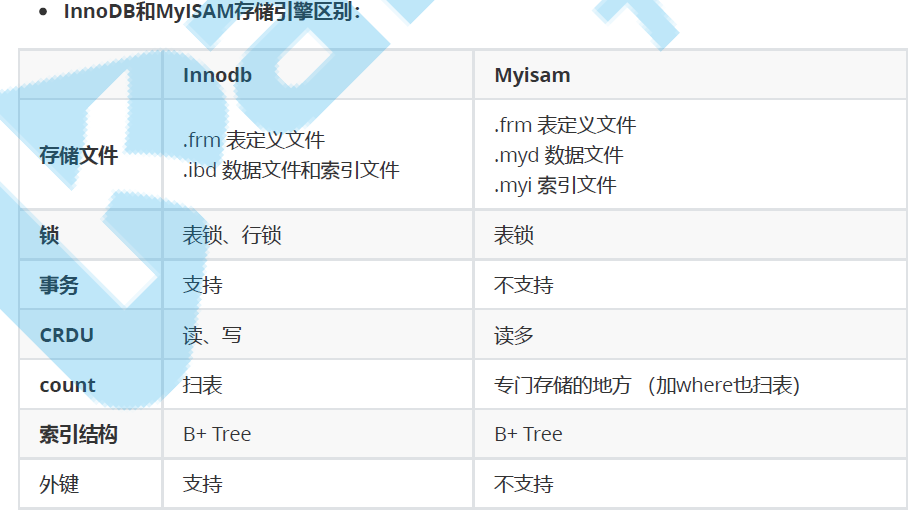 • InnoDB和MyISAM存储引擎区别：
Innodb Myisam
存储文件
.frm 表定义文件
.ibd 数据文件和索引文件
.frm 表定义文件
.myd 数据文件
.myi 索引文件
锁 表锁、行锁 表锁
事务 支持 不支持
CRDU 读、写 读多
count 扫表 专门存储的地方 （加where也扫表）
索引结构 B+ Tree B+ Tree
外键 支持 不支持